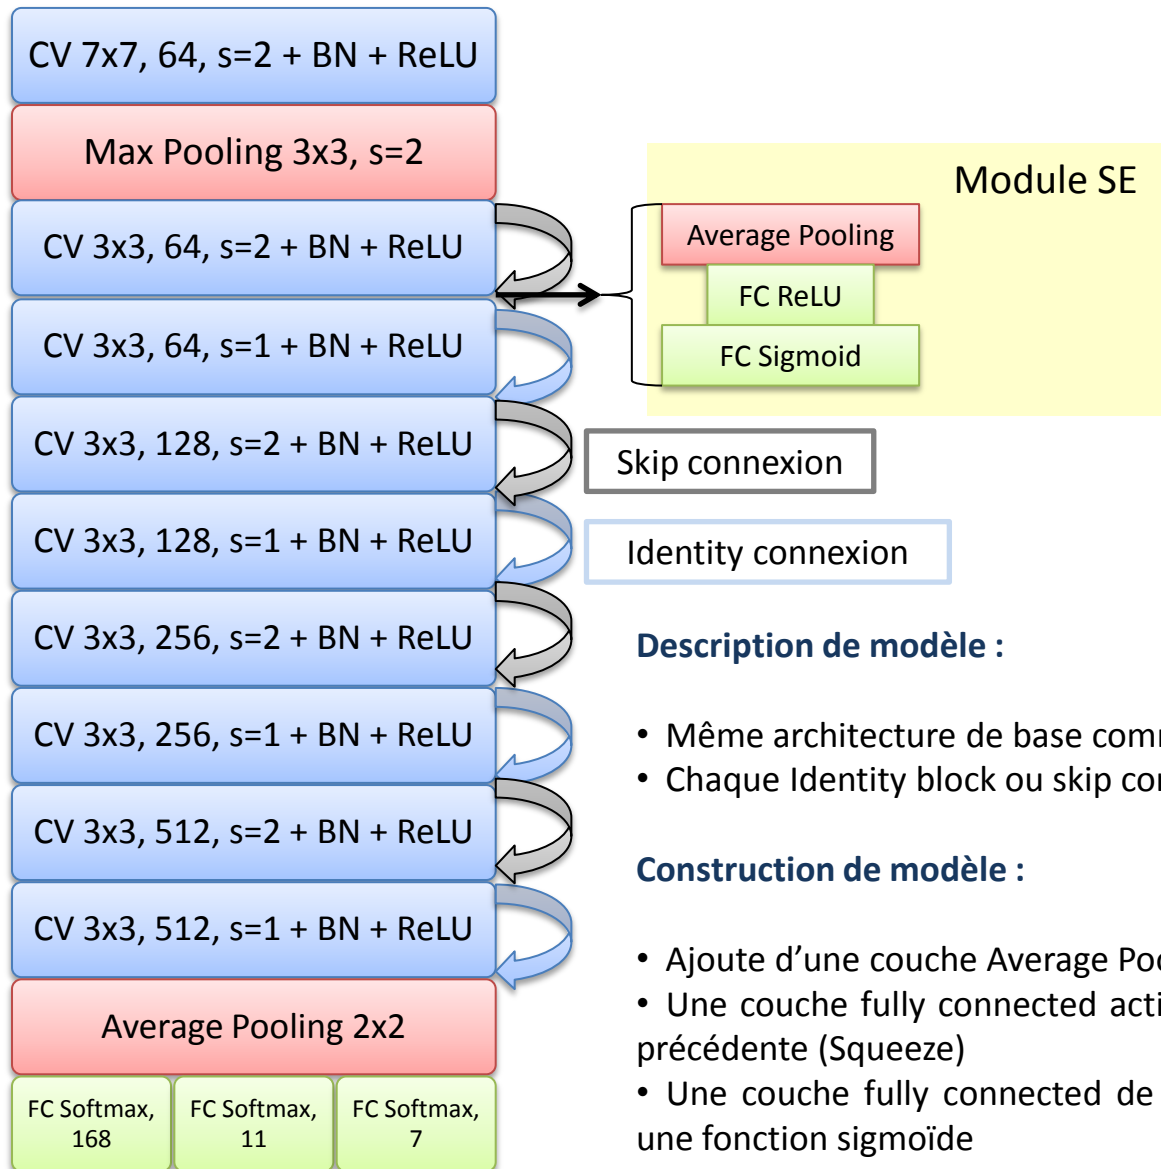 CV 7x7, 64, s=2 + BN + ReLU
Max Pooling 3x3, s=2
CV 3x3, 64, s=2 + BN + ReLU
CV 3x3, 64, s=1 + BN + ReLU
CV 3x3, 128, s=2 + BN + ReLU
CV 3x3, 128, s=1 + BN + ReLU
CV 3x3, 256, s=2 + BN + ReLU
CV 3x3, 256, s=1 + BN + ReLU
CV 3x3, 512, s=2 + BN + ReLU
CV 3x3, 512, s=1 + BN + ReLU
Average Pooling 2x2
FC Softmax,
168
FC Softmax,
11
FC Softmax,
7
Module SE
Average Pooling
FC ReLU
FC Sigmoid
Skip connexion
Identity connexion
Description de modèle :
• Même architecture de base
• Chaque Identity block ou skip
Construction de modèle :
• Ajoute d’une couche Average
• Une couche fully connected
précédente (Squeeze)
• Une couche fully connected de
une fonction sigmoïde